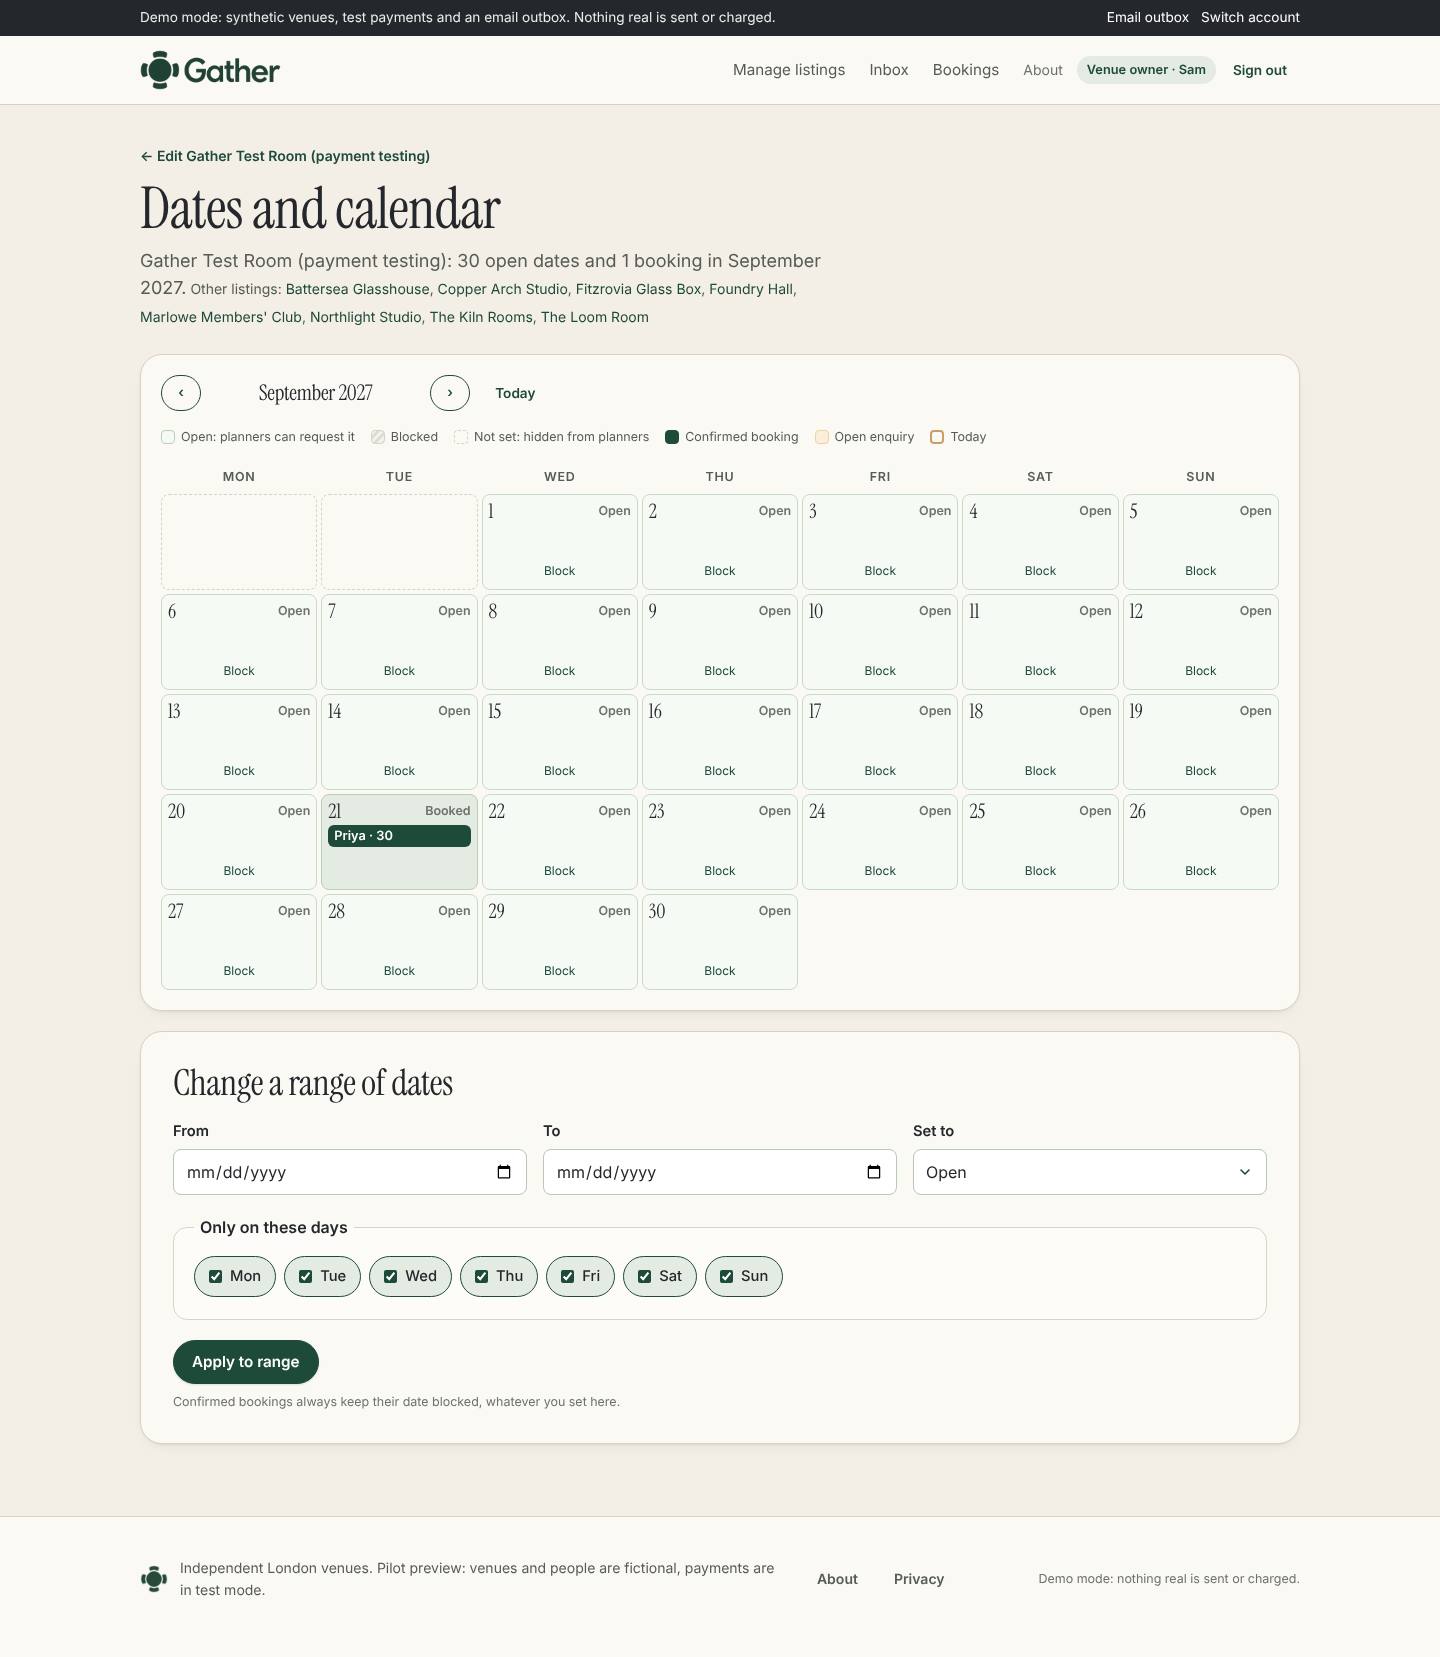 Demo mode: synthetic venues, test payments and an email outbox. Nothing real is sent or charged.
Email outbox Switch account
Gather
Manage listings Inbox Bookings About Venue owner · Sam Sign out
← Edit Gather Test Room (payment testing)
Dates and calendar
Gather Test Room (payment testing): 30 open dates and 1 booking in September
2027. Other listings: Battersea Glasshouse, Copper Arch Studio, Fitzrovia Glass Box, Foundry Hall,
Marlowe Members' Club, Northlight Studio, The Kiln Rooms, The Loom Room
‹ September 2027 › Today
Open: planners can request it Blocked Not set: hidden from planners Confirmed booking Open enquiry Today
MON TUE WED THU FRI SAT SUN
1 Open 2 Open 3 Open 4 Open 5 Open
Block Block Block Block Block
6 Open 7 Open 8 Open 9 Open 10 Open 11 Open 12 Open
Block Block Block Block Block Block Block
13 Open 14 Open 15 Open 16 Open 17 Open 18 Open 19 Open
Block Block Block Block Block Block Block
20 Open 21 Booked 22 Open 23 Open 24 Open 25 Open 26 Open
Priya · 30
Block Block Block Block Block Block
27 Open 28 Open 29 Open 30 Open
Block Block Block Block
Change a range of dates
From To Set to
mm/dd/yyyy mm/dd/yyyy Open
Only on these days
Mon Tue Wed Thu Fri Sat Sun
Apply to range
Confirmed bookings always keep their date blocked, whatever you set here.
Independent London venues. Pilot preview: venues and people are fictional, payments are
in test mode.
About Privacy
Demo mode: nothing real is sent or charged.